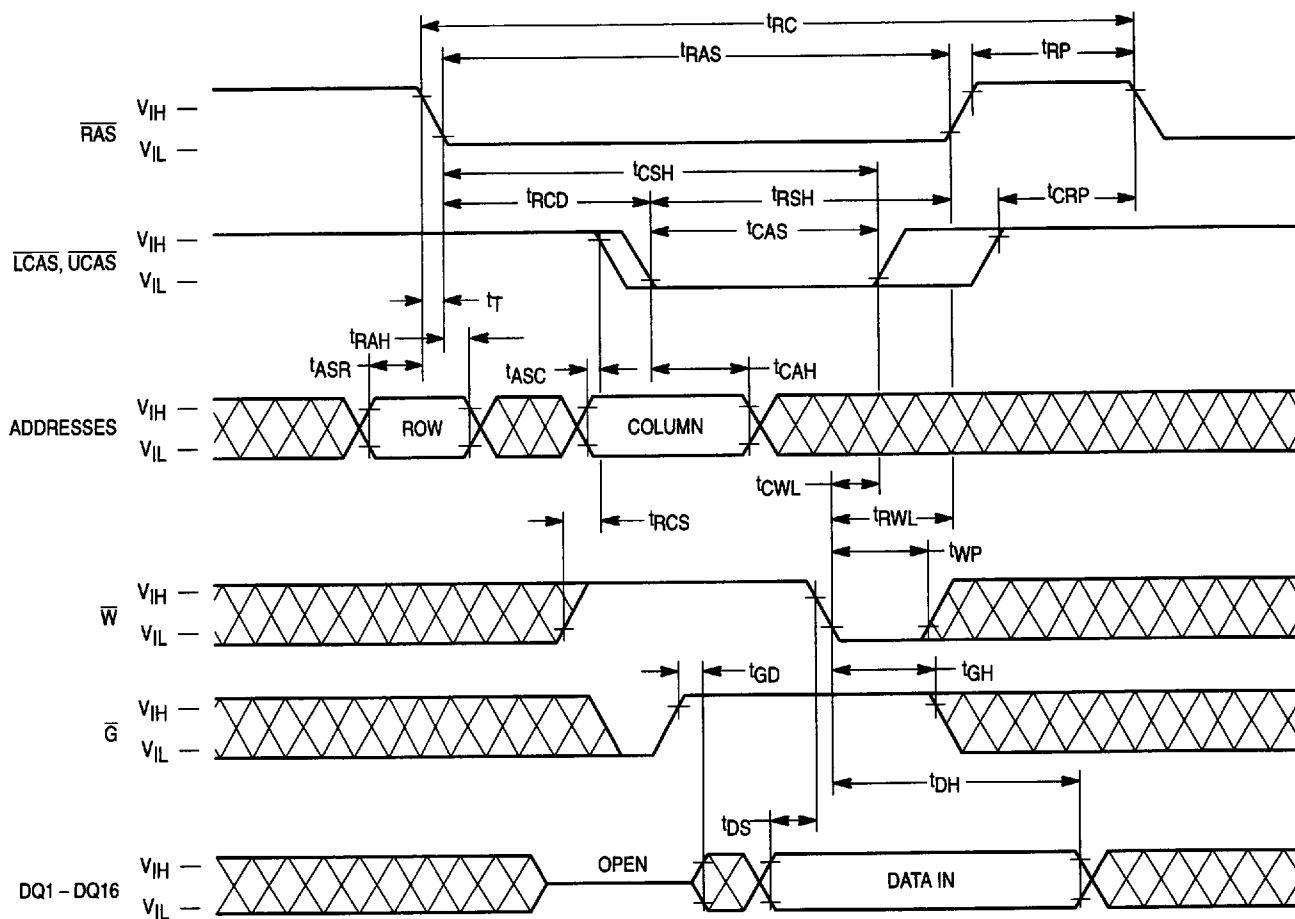 tRC
tRAS
tRP
VIH
RAS
VIL
tCSH
tRCD
tRSH
tCRP
tCAS
VIH
LCAS, UCAS
VIL
tT
tRAH
tASR
tASC
tCAH
VIH
ADDRESSES
ROW
COLUMN
VIL
tCWL
tRCS
tRWL
tWP
VIH
W
VIL
tGD
tGH
VIH
G
VIL
tDH
tDS
VIH
OPEN
DQ1 – DQ16
DATA IN
VIL